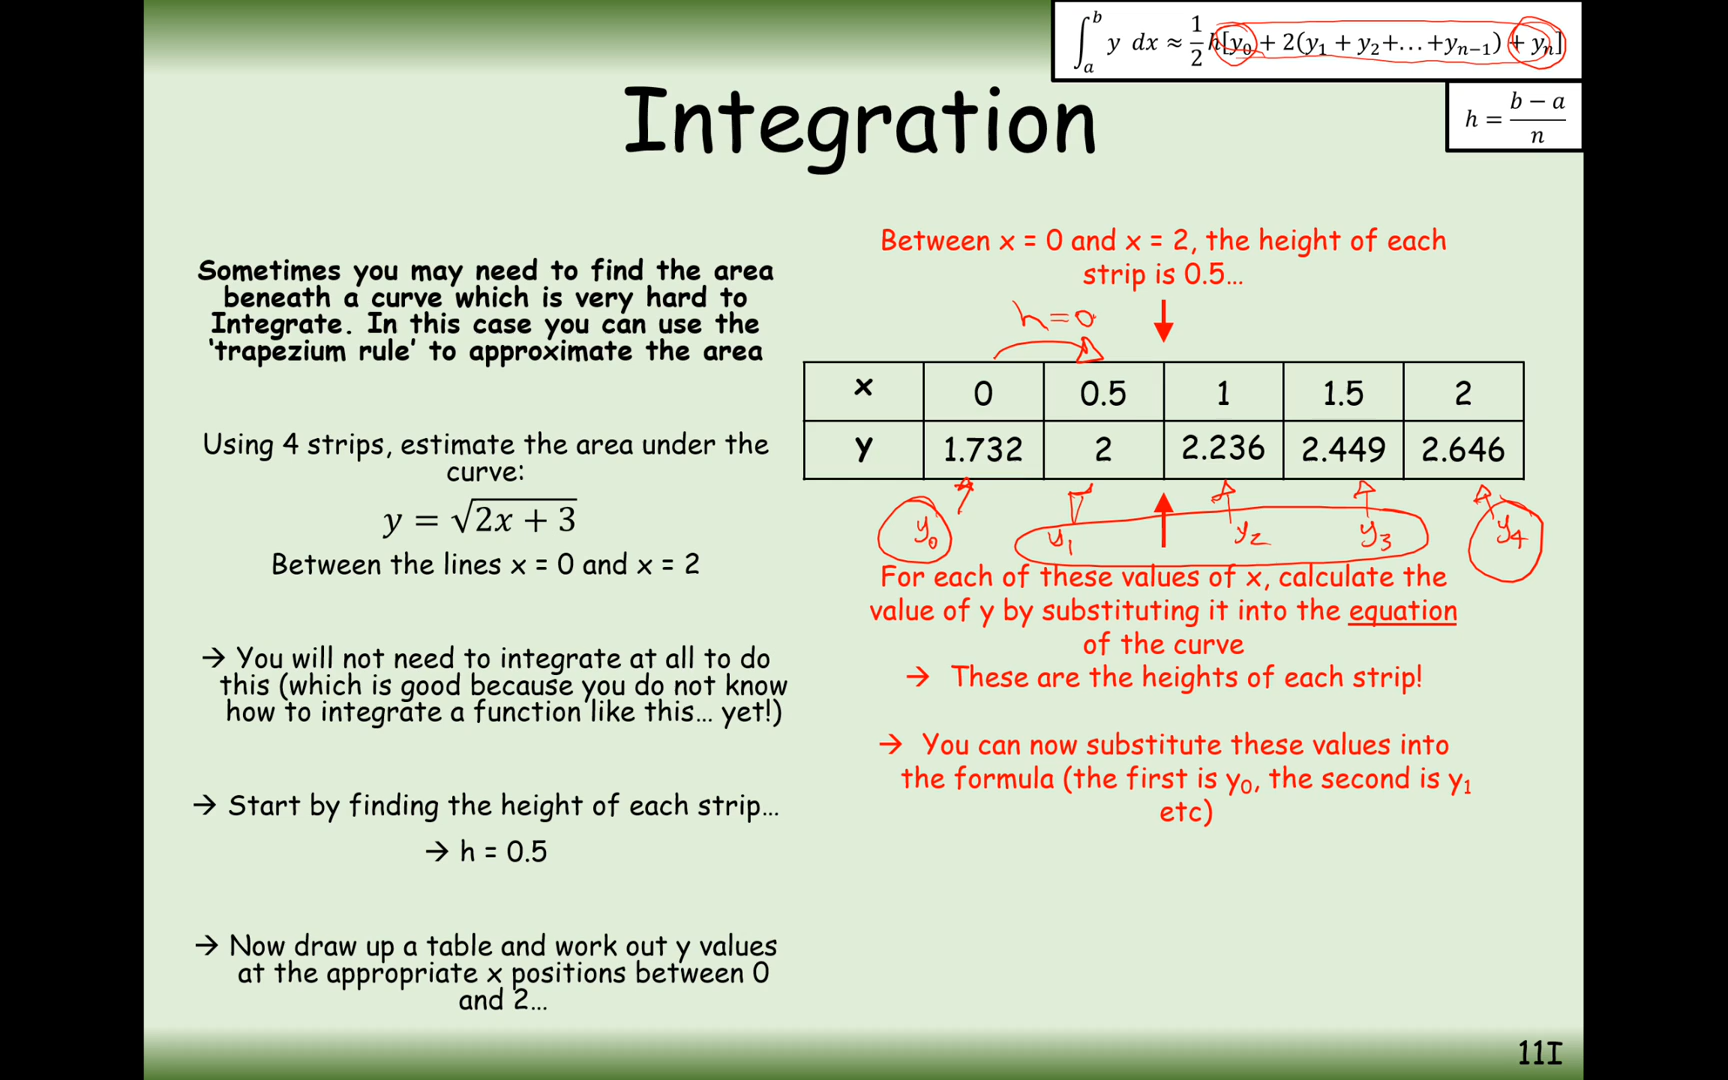 ∫ₐᵇ y dx ≈ 1/2 h[y₀ + 2(y₁ + y₂+...+yₙ₋₁) + yₙ]
h = (b − a)/n
Integration
Sometimes you may need to find the area
beneath a curve which is very hard to
Integrate. In this case you can use the
'trapezium rule' to approximate the area
Using 4 strips, estimate the area under the
curve:
y = √(2x + 3)
Between the lines x = 0 and x = 2
→ You will not need to integrate at all to do
this (which is good because you do not know
how to integrate a function like this... yet!)
→ Start by finding the height of each strip...
→ h = 0.5
→ Now draw up a table and work out y values
at the appropriate x positions between 0
and 2...
Between x = 0 and x = 2, the height of each
strip is 0.5...
h = 0
x 0 0.5 1 1.5 2
y 1.732 2 2.236 2.449 2.646
y₀ y₁ y₂ y₃ y₄
For each of these values of x, calculate the
value of y by substituting it into the equation
of the curve
→ These are the heights of each strip!
→ You can now substitute these values into
the formula (the first is y₀, the second is y₁
etc)
11I